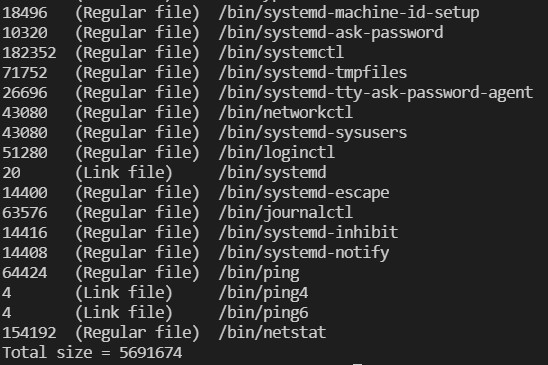 18496 (Regular file) /bin/systemd-machine-id-setup
10320 (Regular file) /bin/systemd-ask-password
182352 (Regular file) /bin/systemctl
71752 (Regular file) /bin/systemd-tmpfiles
26696 (Regular file) /bin/systemd-tty-ask-password-agent
43080 (Regular file) /bin/networkctl
43080 (Regular file) /bin/systemd-sysusers
51280 (Regular file) /bin/loginctl
20 (Link file) /bin/systemd
14400 (Regular file) /bin/systemd-escape
63576 (Regular file) /bin/journalctl
14416 (Regular file) /bin/systemd-inhibit
14408 (Regular file) /bin/systemd-notify
64424 (Regular file) /bin/ping
4 (Link file) /bin/ping4
4 (Link file) /bin/ping6
154192 (Regular file) /bin/netstat
Total size = 5691674